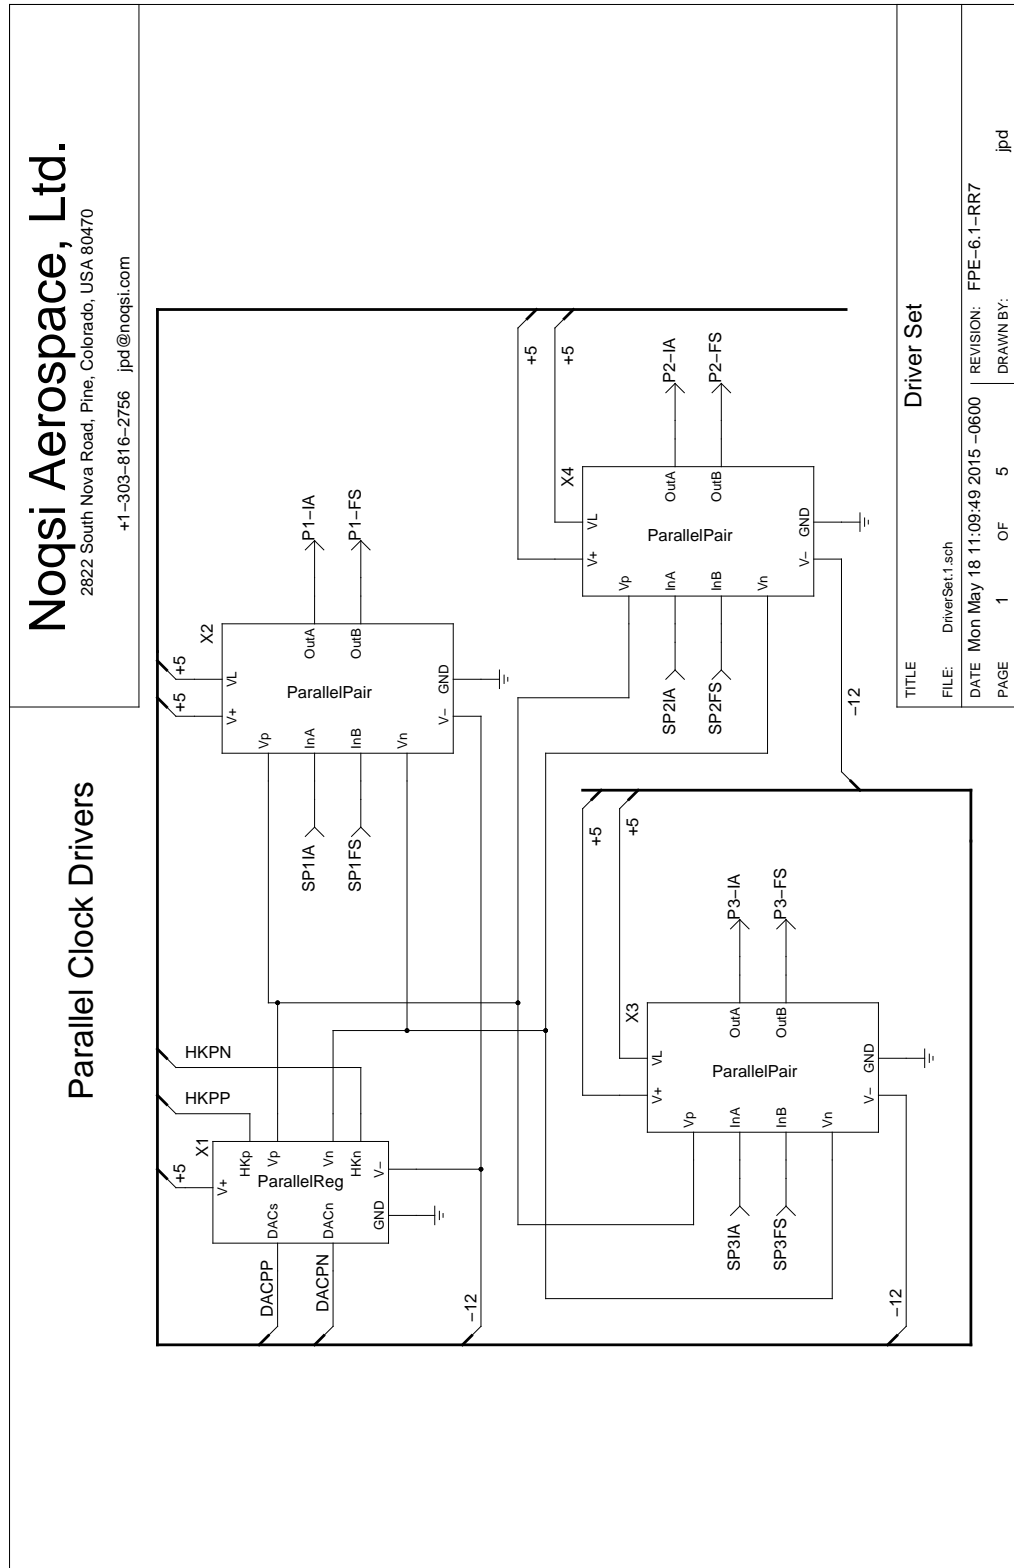 Noqsi Aerospace, Ltd.
2822 South Nova Road, Pine, Colorado, USA 80470
+1−303−816−2756 jpd@noqsi.com
Parallel Clock Drivers
+5
X1
V+
HKPP
HKPN
DACPP
DACPN
DACs
DACn
HKp
Vp
Vn
HKn
ParallelReg
GND
V−
−12
+5
+5
X2
V+
VL
Vp
InA
InB
Vn
OutA
OutB
ParallelPair
V−
GND
SP1IA
SP1FS
P1−IA
P1−FS
+5
+5
X4
V+
VL
Vp
InA
InB
Vn
OutA
OutB
ParallelPair
V−
GND
SP2IA
SP2FS
P2−IA
P2−FS
−12
+5
+5
X3
V+
VL
Vp
InA
InB
Vn
OutA
OutB
ParallelPair
V−
GND
SP3IA
SP3FS
P3−IA
P3−FS
−12
TITLE
Driver Set
FILE: DriverSet.1.sch
DATE Mon May 18 11:09:49 2015 −0600
REVISION: FPE−6.1−RR7
PAGE 1 OF 5
DRAWN BY: jpd